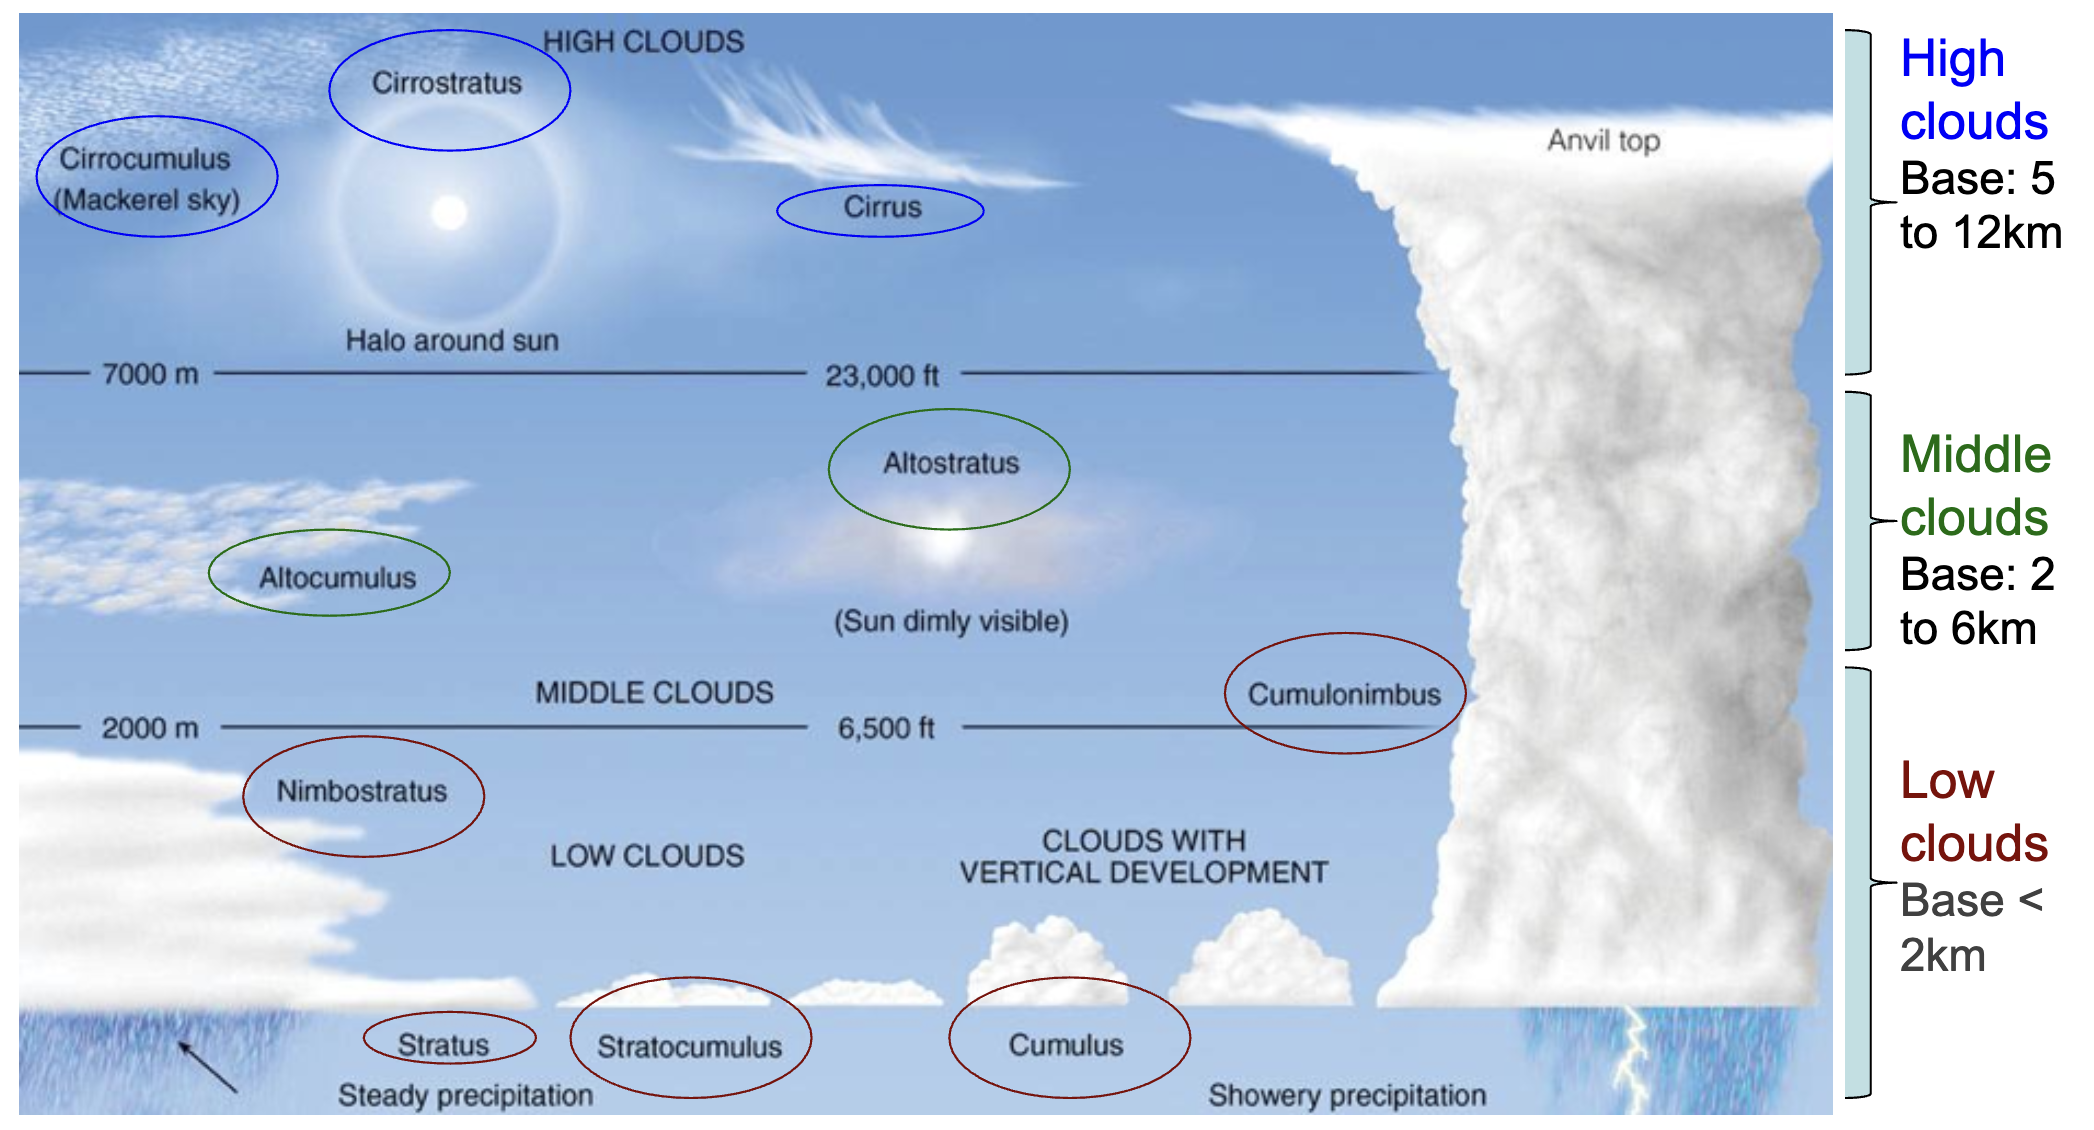 HIGH CLOUDS
Cirrostratus
Cirrocumulus
(Mackerel sky)
Cirrus
Anvil top
Halo around sun
7000 m
23,000 ft
Altostratus
Altocumulus
(Sun dimly visible)
MIDDLE CLOUDS
Cumulonimbus
2000 m
6,500 ft
Nimbostratus
LOW CLOUDS
CLOUDS WITH
VERTICAL DEVELOPMENT
Stratus
Stratocumulus
Cumulus
Steady precipitation
Showery precipitation
High
clouds
Base: 5
to 12km
Middle
clouds
Base: 2
to 6km
Low
clouds
Base <
2km